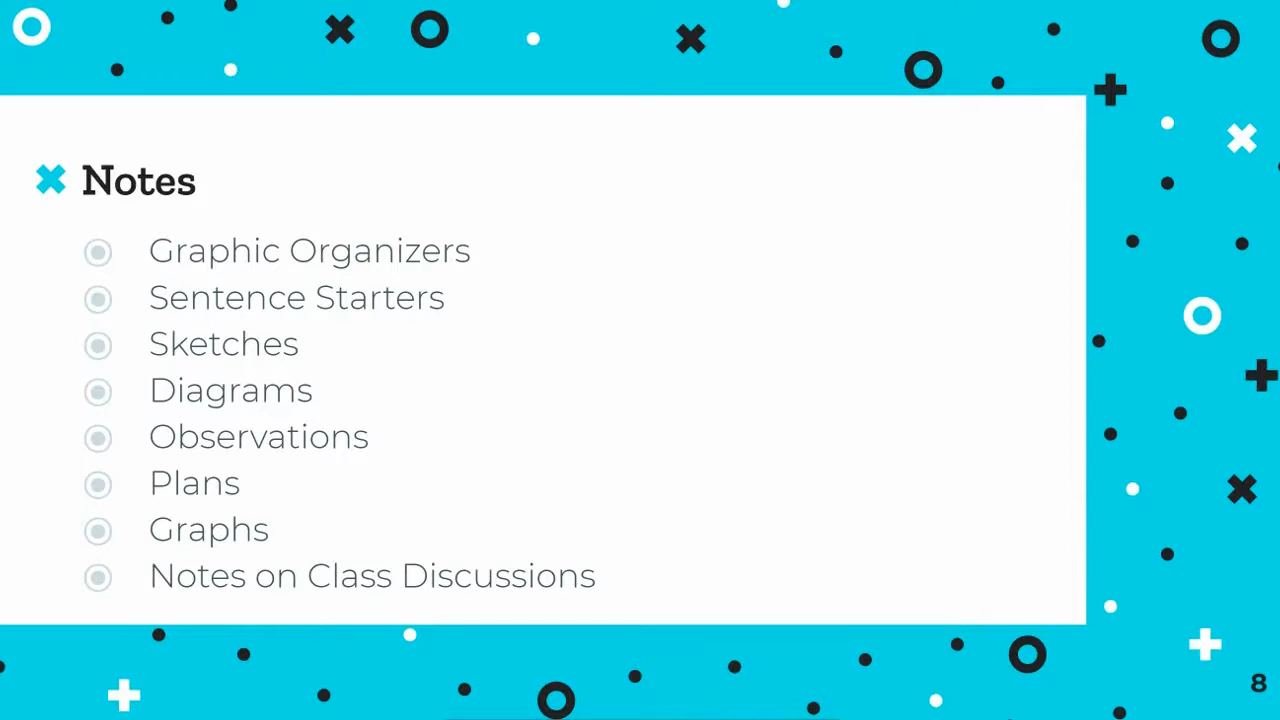 Notes
Graphic Organizers
Sentence Starters
Sketches
Diagrams
Observations
Plans
Graphs
Notes on Class Discussions
8